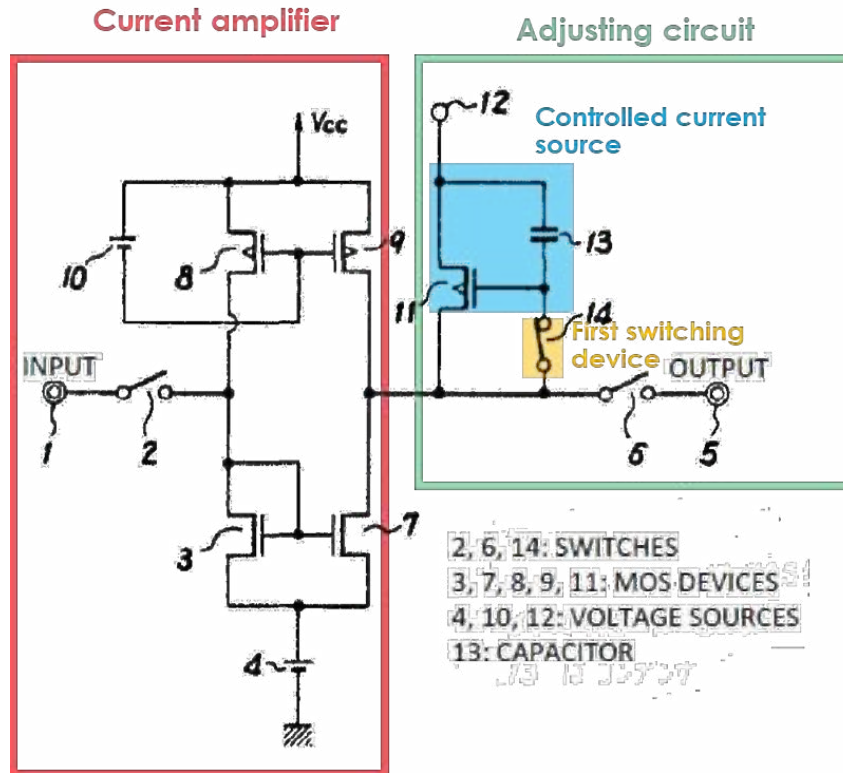 Current amplifier
Adjusting circuit
12
Controlled current
source
Vcc
10
8
9
13
11
14
First switching
device
INPUT
OUTPUT
1
2
6
5
3
7
2, 6, 14: SWITCHES
3, 7, 8, 9, 11: MOS DEVICES
4, 10, 12: VOLTAGE SOURCES
13: CAPACITOR
4